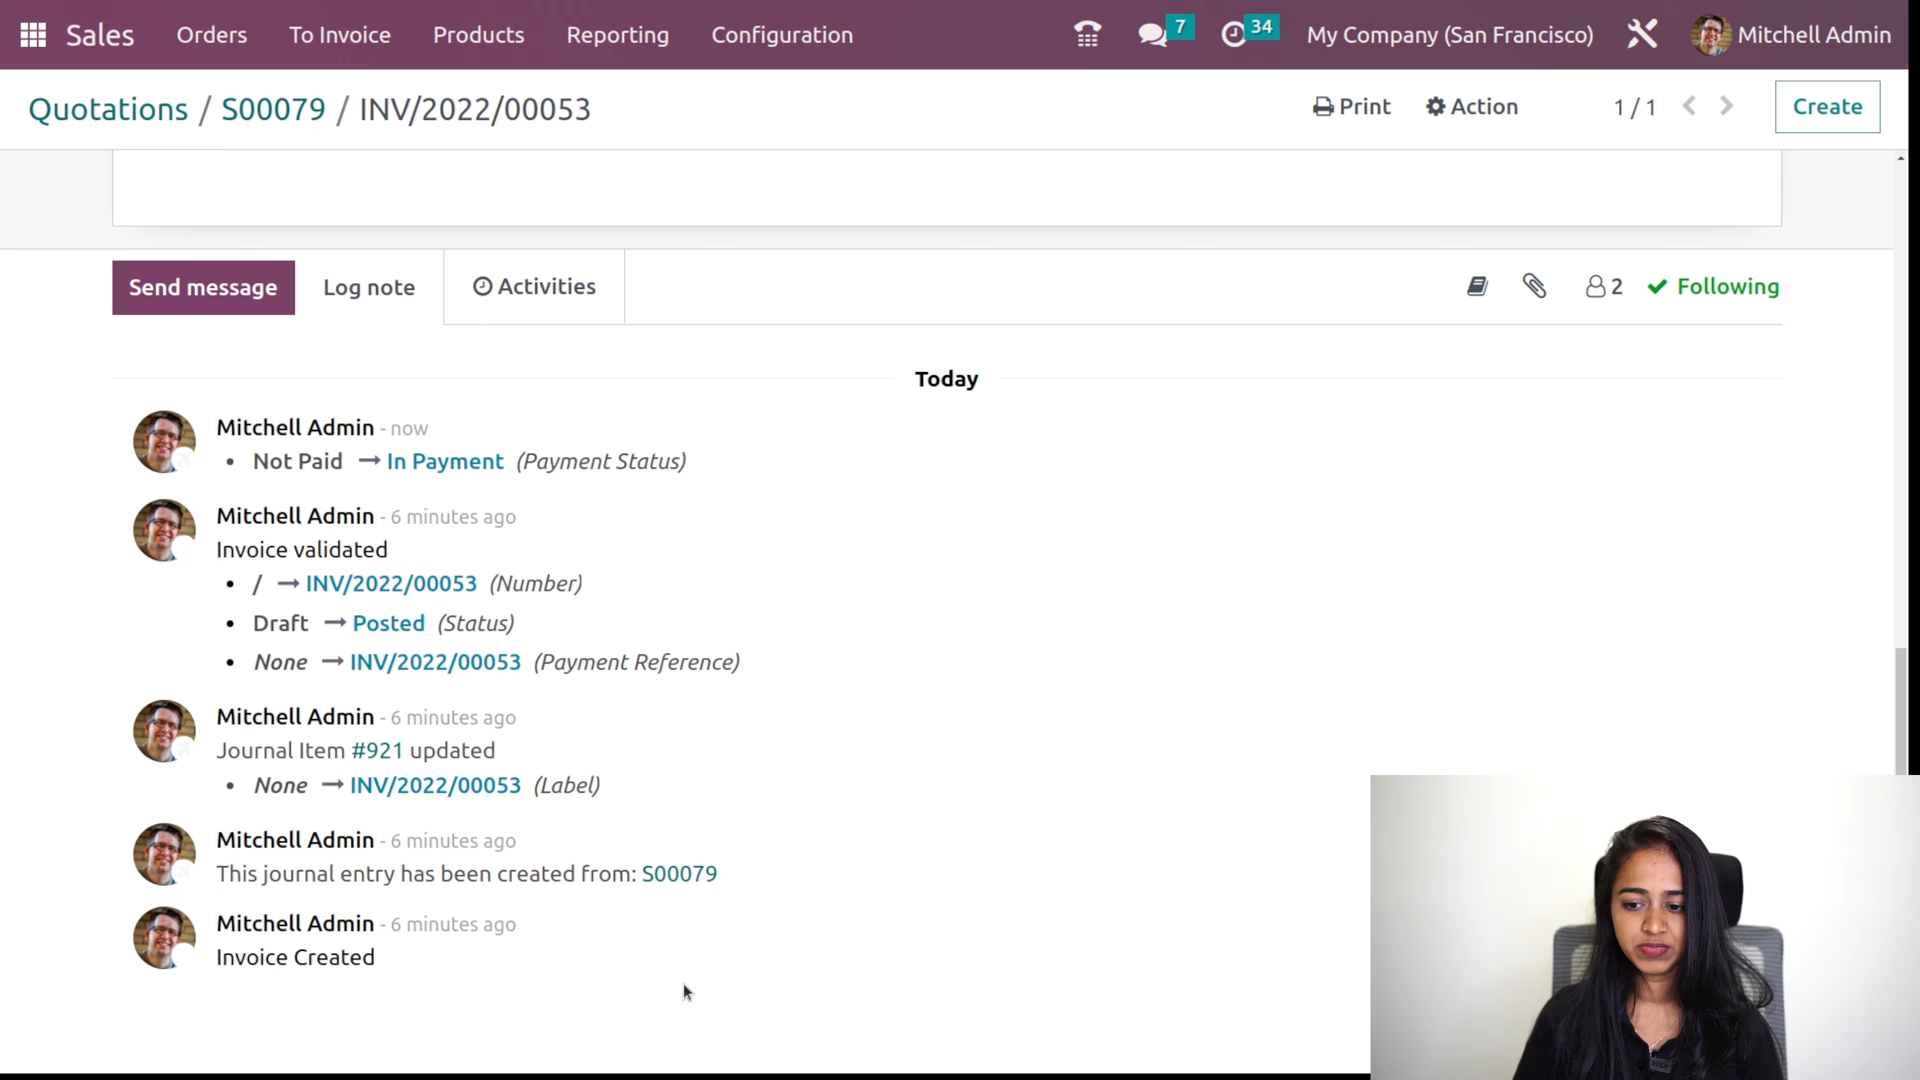 Sales Orders To Invoice Products Reporting Configuration 7 34 My Company (San Francisco) Mitchell Admin
Quotations / S00079 / INV/2022/00053 Print Action 1 / 1 Create
Send message Log note Activities 2 Following
Today
Mitchell Admin - now
• Not Paid → In Payment (Payment Status)
Mitchell Admin - 6 minutes ago
Invoice validated
• / → INV/2022/00053 (Number)
• Draft → Posted (Status)
• None → INV/2022/00053 (Payment Reference)
Mitchell Admin - 6 minutes ago
Journal Item #921 updated
• None → INV/2022/00053 (Label)
Mitchell Admin - 6 minutes ago
This journal entry has been created from: S00079
Mitchell Admin - 6 minutes ago
Invoice Created